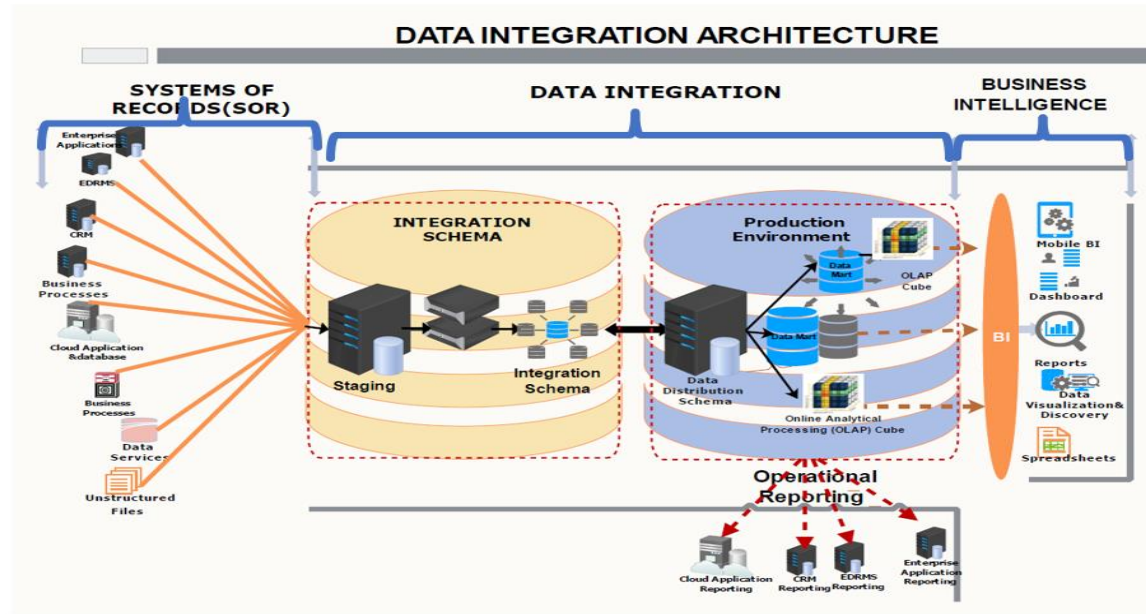 DATA INTEGRATION ARCHITECTURE
SYSTEMS OF
RECORDS(SOR)
DATA INTEGRATION
BUSINESS
INTELLIGENCE
Enterprise
Applications
EDRMS
CRM
Business
Processes
Cloud Application
&database
Business
Processes
Data
Services
Unstructured
Files
INTEGRATION
SCHEMA
Staging
Integration
Schema
Production
Environment
Data
Mart
OLAP
Cube
Data Mart
Data
Distribution
Schema
Online Analytical
Processing (OLAP) Cube
BI
Mobile BI
Dashboard
Reports
Data
Visualization&
Discovery
Spreadsheets
Operational
Reporting
Cloud Application
Reporting
CRM
Reporting
EDRMS
Reporting
Enterprise
Application
Reporting